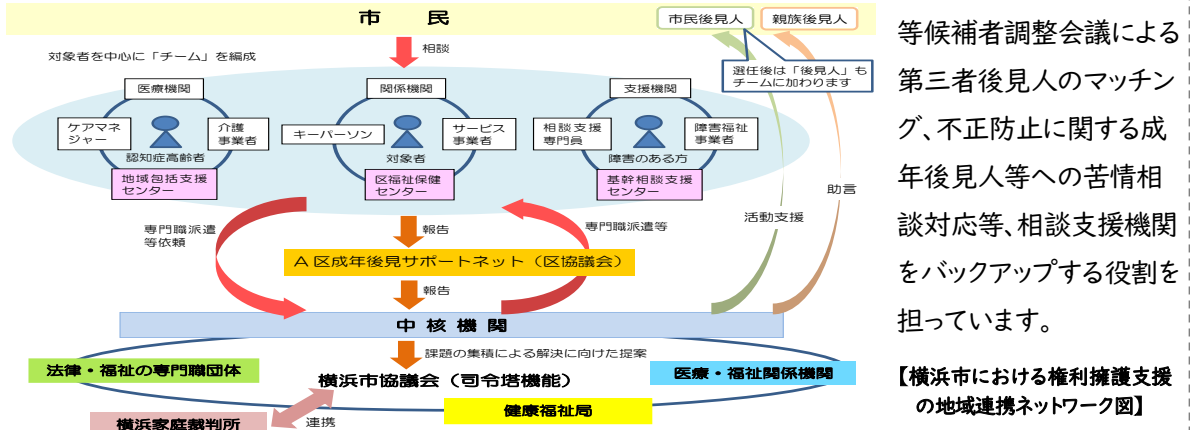 市　民
市民後見人
親族後見人
対象者を中心に「チーム」を編成
相談
選任後は「後見人」も
チームに加わります
医療機関
ケアマネ
ジャー
介護
事業者
認知症高齢者
地域包括支援
センター
関係機関
キーパーソン
サービス
事業者
対象者
区福祉保健
センター
支援機関
相談支援
専門員
障害福祉
事業者
障害のある方
基幹相談支援
センター
専門職派遣
等依頼
報告
専門職派遣等
活動支援
助言
A区成年後見サポートネット（区協議会）
報告
中核機関
課題の集積による解決に向けた提案
法律・福祉の専門職団体
横浜市協議会（司令塔機能）
医療・福祉関係機関
健康福祉局
横浜家庭裁判所
連携
等候補者調整会議による
第三者後見人のマッチン
グ、不正防止に関する成
年後見人等への苦情相
談対応等、相談支援機関
をバックアップする役割を
担っています。
【横浜市における権利擁護支援
の地域連携ネットワーク図】